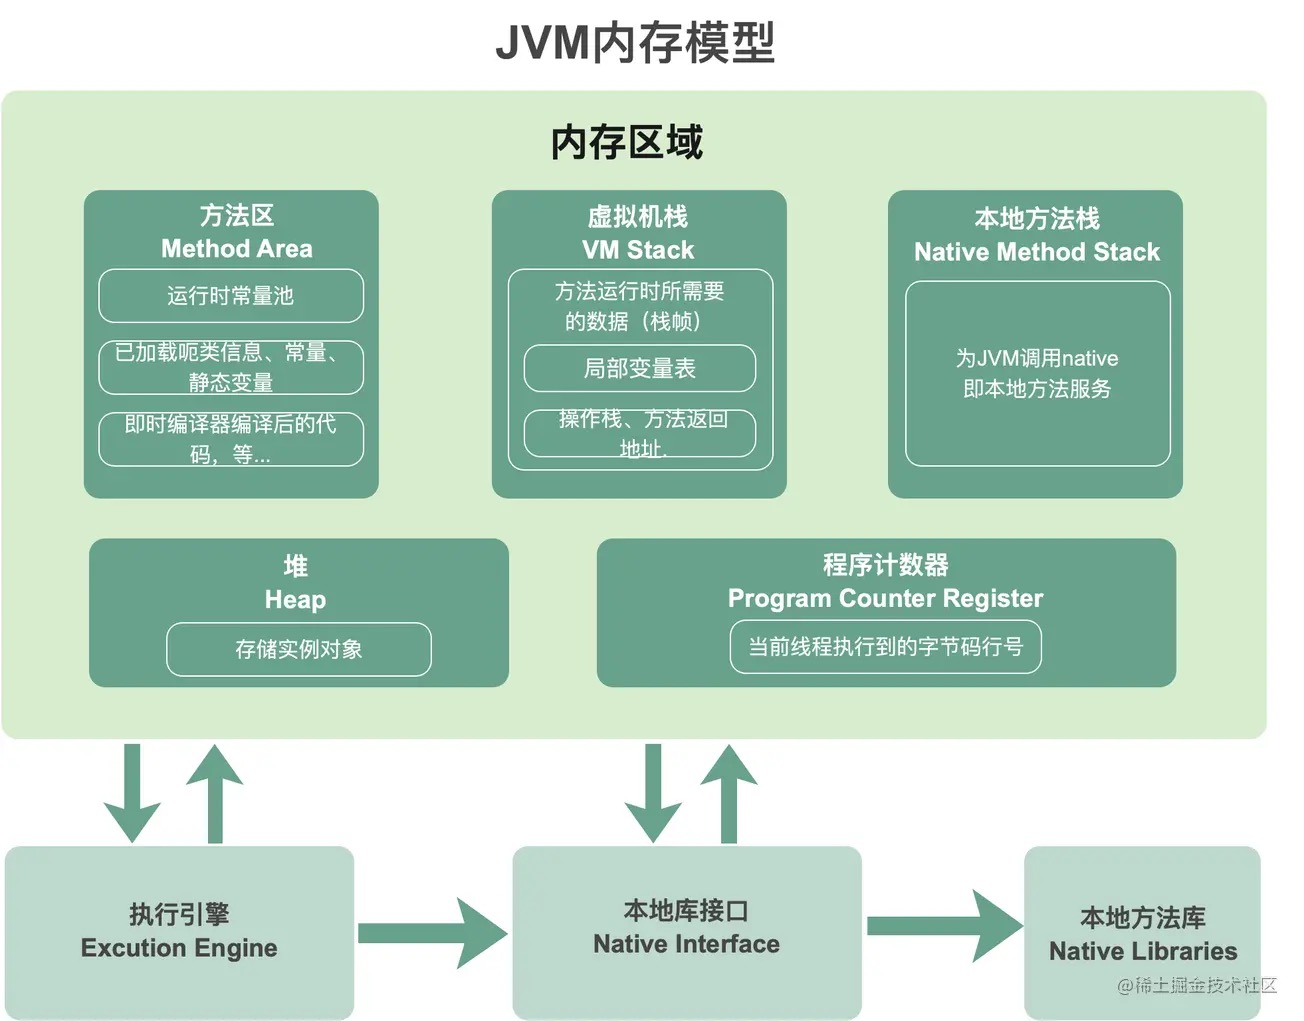 JVM内存模型
内存区域
方法区
Method Area
运行时常量池
已加载呃类信息、常量、
静态变量
即时编译器编译后的代
码，等...
虚拟机栈
VM Stack
方法运行时所需要
的数据（栈帧）
局部变量表
操作栈、方法返回
地址.
本地方法栈
Native Method Stack
为JVM调用native
即本地方法服务
堆
Heap
存储实例对象
程序计数器
Program Counter Register
当前线程执行到的字节码行号
执行引擎
Excution Engine
本地库接口
Native Interface
本地方法库
Native Libraries
@稀土掘金技术社区